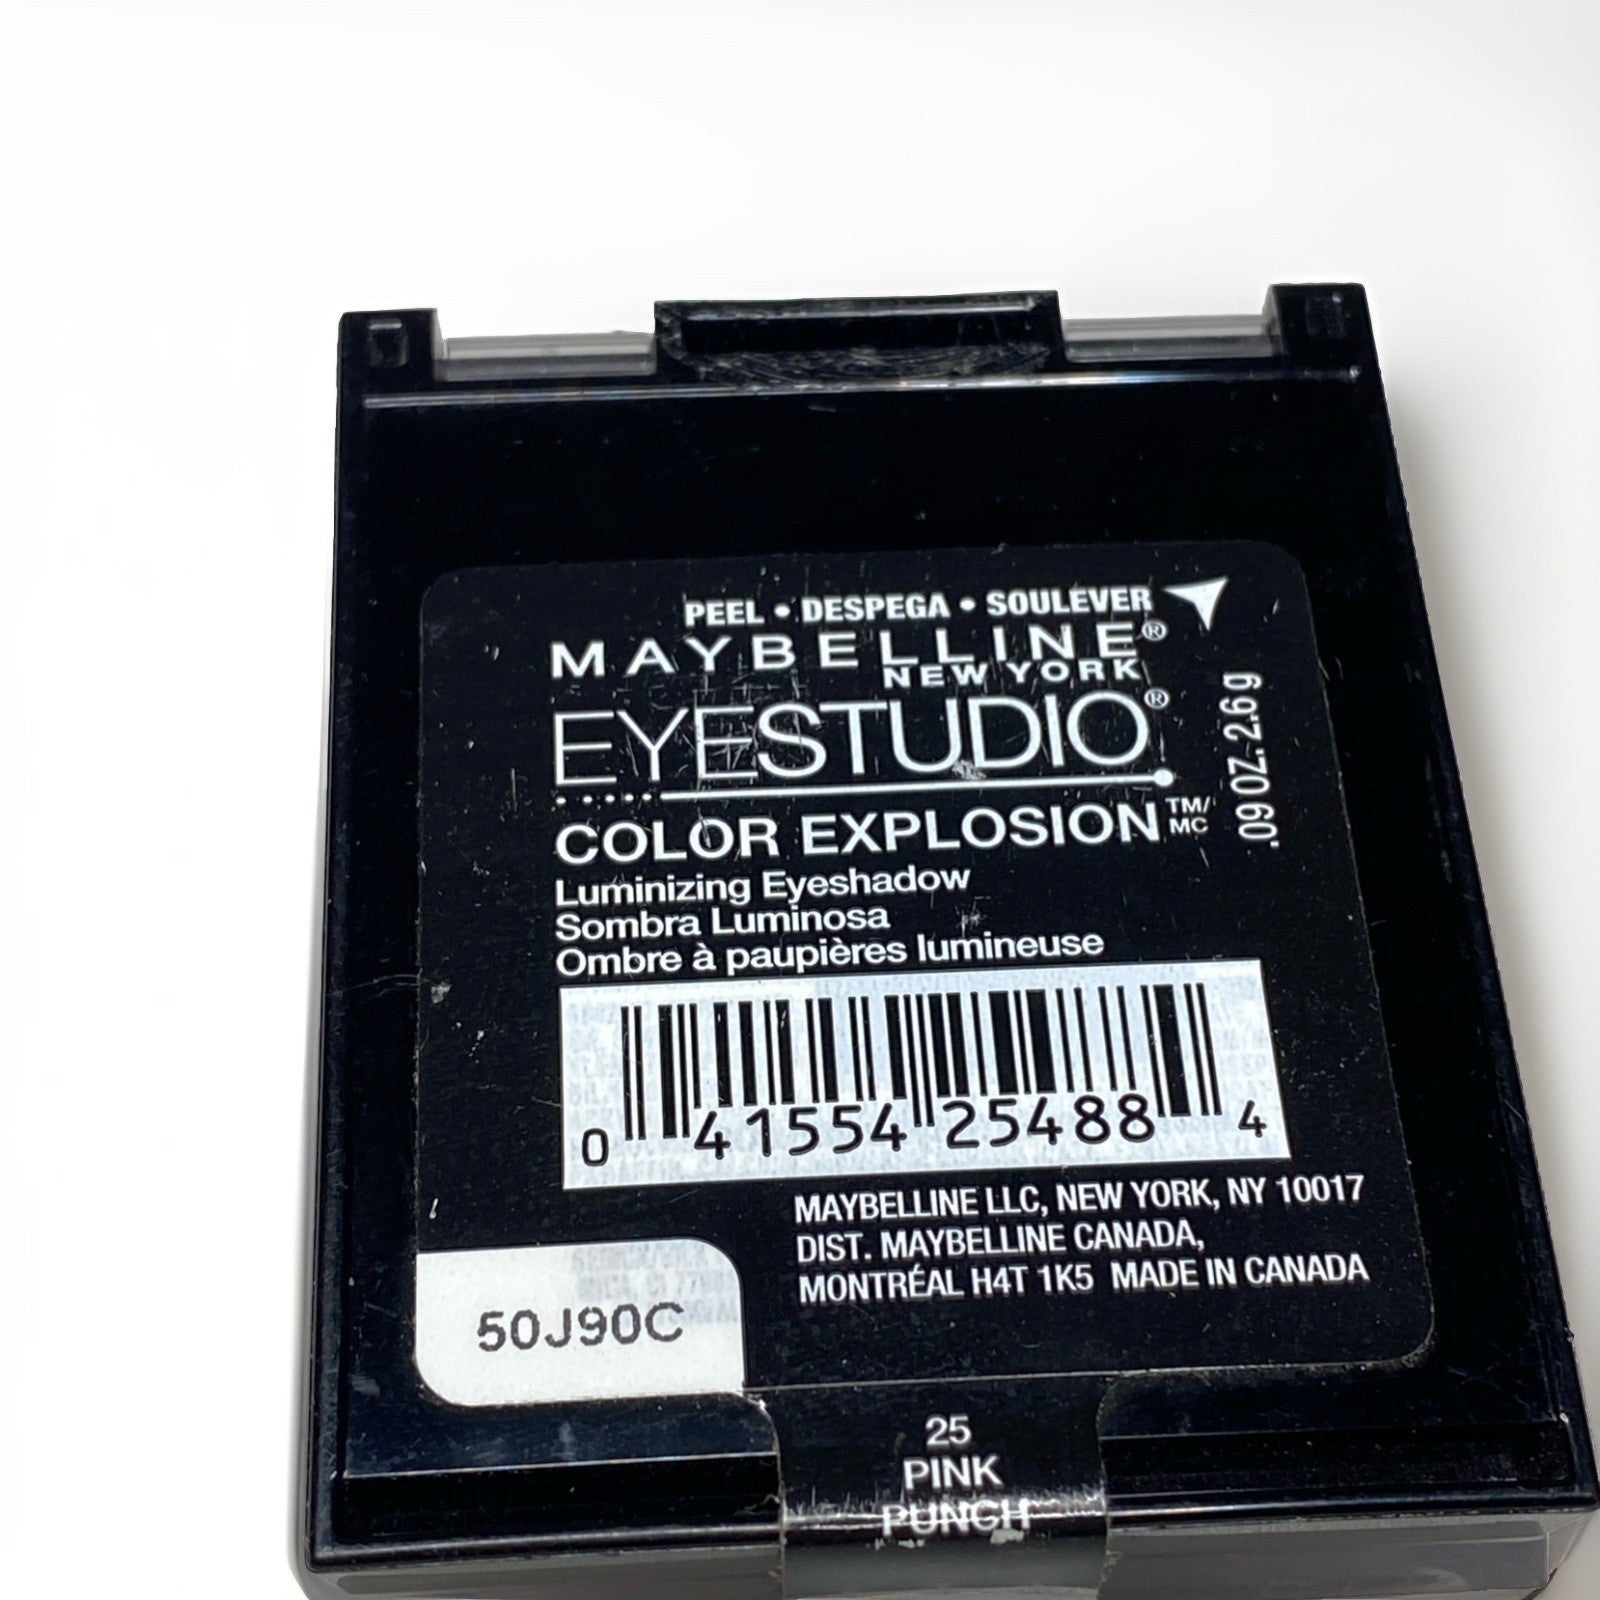 PEEL • DESPEGA • SOULEVER
MAYBELLINE®
NEW YORK
EYESTUDIO®
COLOR EXPLOSION TM/MC
.09 OZ. 2.6 g
Luminizing Eyeshadow
Sombra Luminosa
Ombre à paupières lumineuse
0 41554 25488 4
MAYBELLINE LLC, NEW YORK, NY 10017
DIST. MAYBELLINE CANADA,
MONTRÉAL H4T 1K5 MADE IN CANADA
50J90C
25
PINK
PUNCH